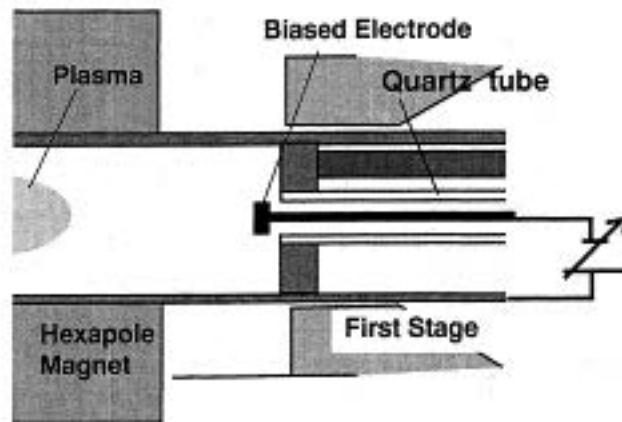 Biased Electrode
Plasma
Quartz tube
Hexapole
Magnet
First Stage